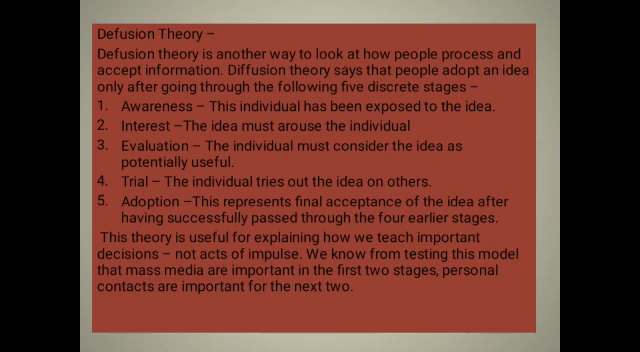 Defusion Theory –
Defusion theory is another way to look at how people process and
accept information. Diffusion theory says that people adopt an idea
only after going through the following five discrete stages –
1. Awareness – This individual has been exposed to the idea.
2. Interest –The idea must arouse the individual
3. Evaluation – The individual must consider the idea as
potentially useful.
4. Trial – The individual tries out the idea on others.
5. Adoption –This represents final acceptance of the idea after
having successfully passed through the four earlier stages.
This theory is useful for explaining how we teach important
decisions – not acts of impulse. We know from testing this model
that mass media are important in the first two stages, personal
contacts are important for the next two.